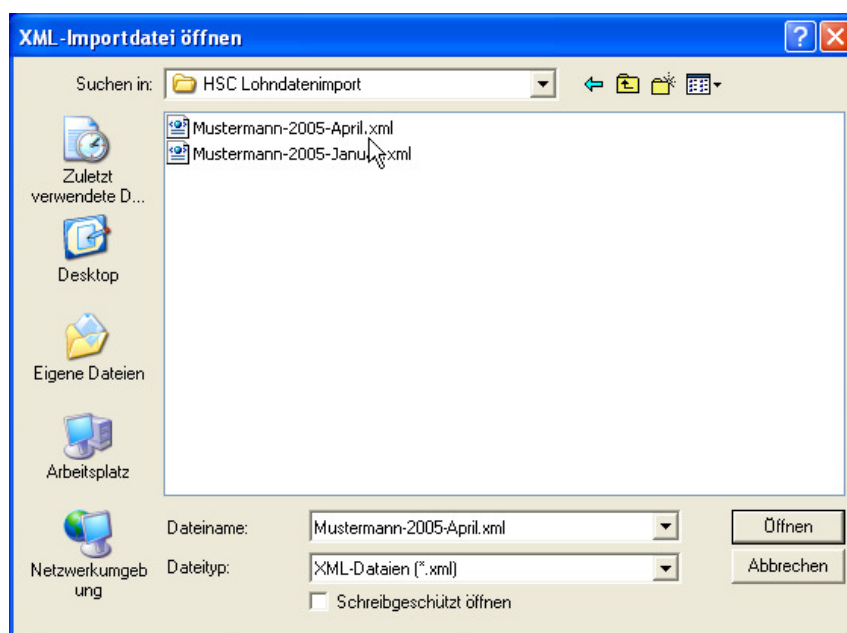 XML-Importdatei öffnen
Suchen in:
HSC Lohndatenimport
Mustermann-2005-April.xml
Mustermann-2005-Janu xml
Zuletzt
verwendete D...
Desktop
Eigene Dateien
Arbeitsplatz
Netzwerkumgeb
ung
Dateiname:
Mustermann-2005-April.xml
Öffnen
Dateityp:
XML-Dataien (*.xml)
Abbrechen
Schreibgeschützt öffnen